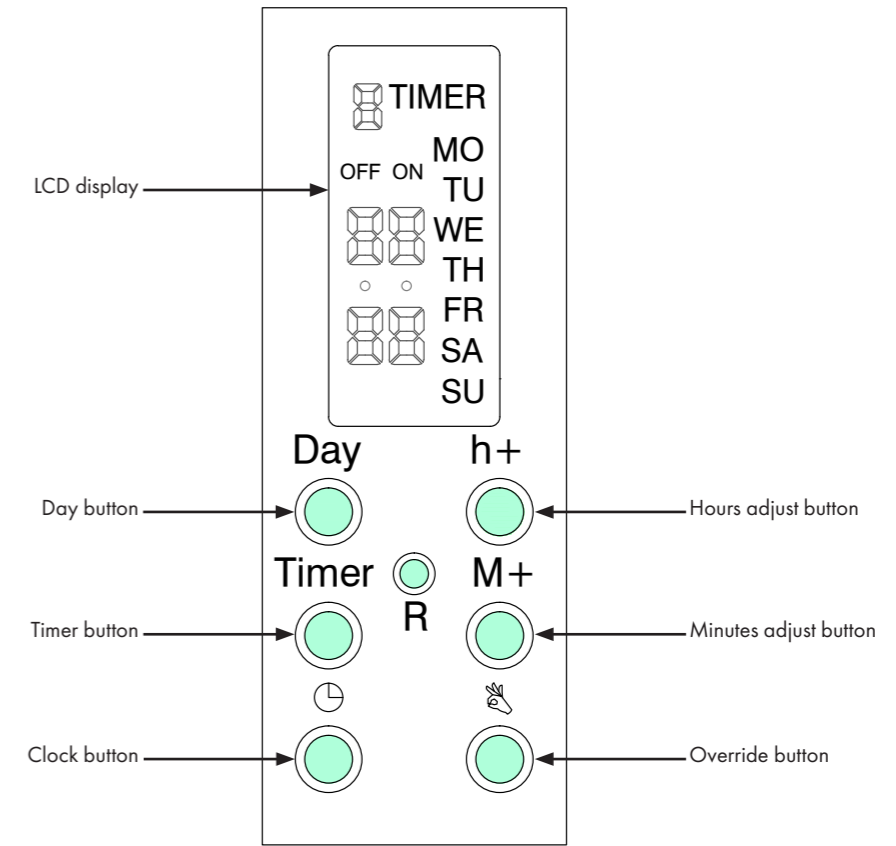 TIMER
MO
OFF ON
TU
WE
TH
FR
SA
SU
LCD display
Day
h+
Day button
Hours adjust button
Timer
M+
R
Timer button
Minutes adjust button
Clock button
Override button